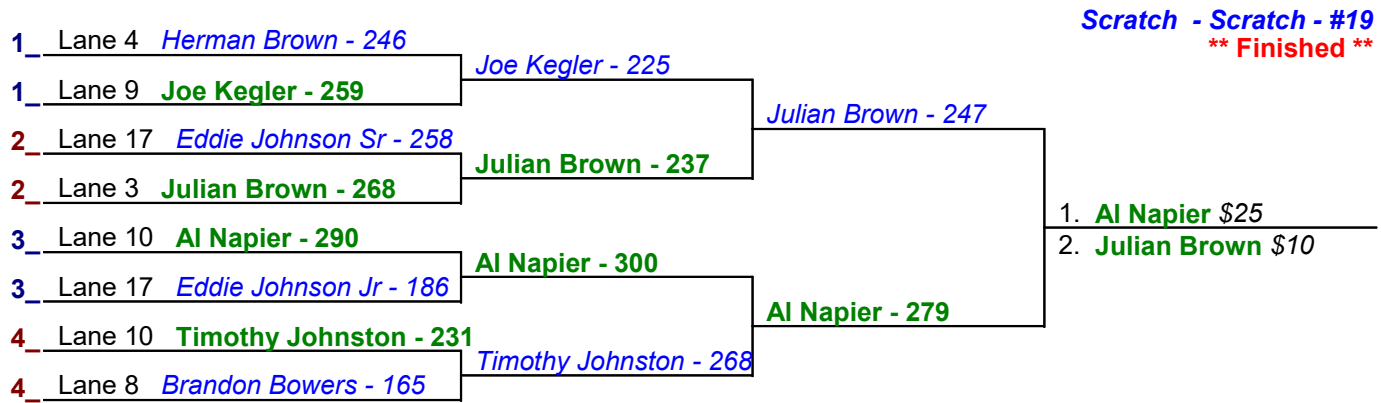 Scratch - Scratch - #19
** Finished **
1_ Lane 4 Herman Brown - 246
1_ Lane 9 Joe Kegler - 259
2_ Lane 17 Eddie Johnson Sr - 258
2_ Lane 3 Julian Brown - 268
3_ Lane 10 Al Napier - 290
3_ Lane 17 Eddie Johnson Jr - 186
4_ Lane 10 Timothy Johnston - 231
4_ Lane 8 Brandon Bowers - 165
Joe Kegler - 225
Julian Brown - 237
Al Napier - 300
Timothy Johnston - 268
Julian Brown - 247
Al Napier - 279
1. Al Napier $25
2. Julian Brown $10